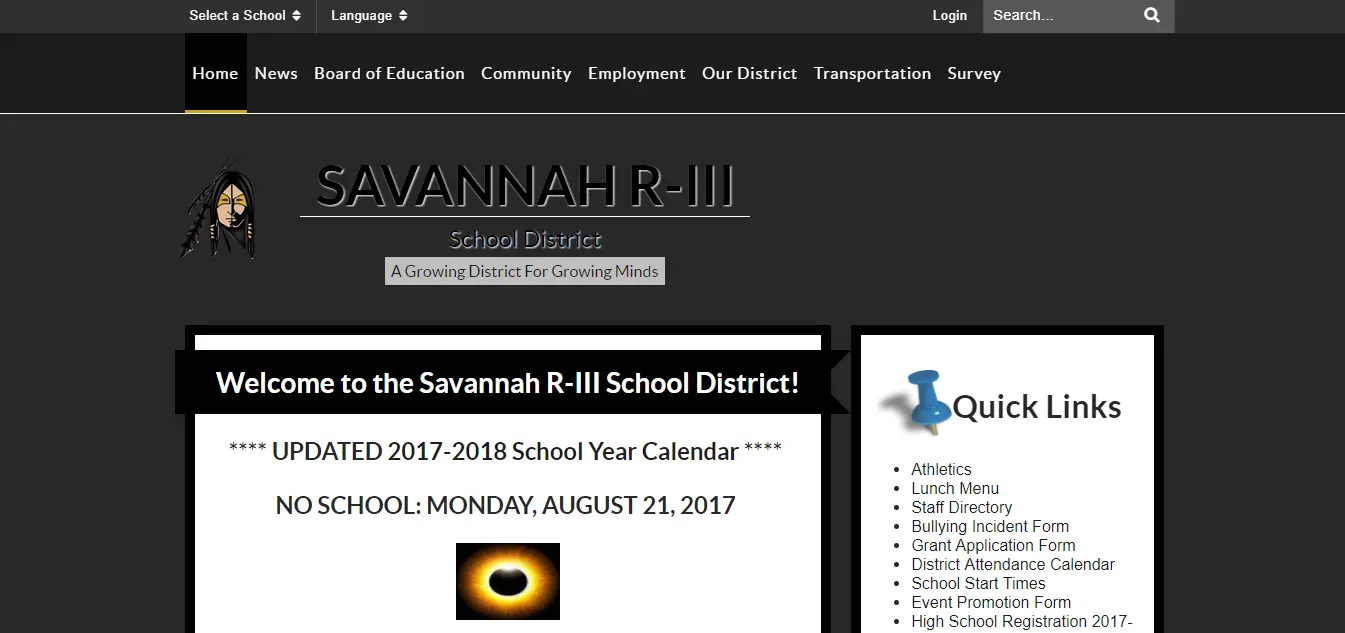 Select a School
Language
Login
Search...
Home News Board of Education Community Employment Our District Transportation Survey
SAVANNAH R-III
School District
A Growing District For Growing Minds
Welcome to the Savannah R-III School District!
**** UPDATED 2017-2018 School Year Calendar ****
NO SCHOOL: MONDAY, AUGUST 21, 2017
Quick Links
Athletics
Lunch Menu
Staff Directory
Bullying Incident Form
Grant Application Form
District Attendance Calendar
School Start Times
Event Promotion Form
High School Registration 2017-